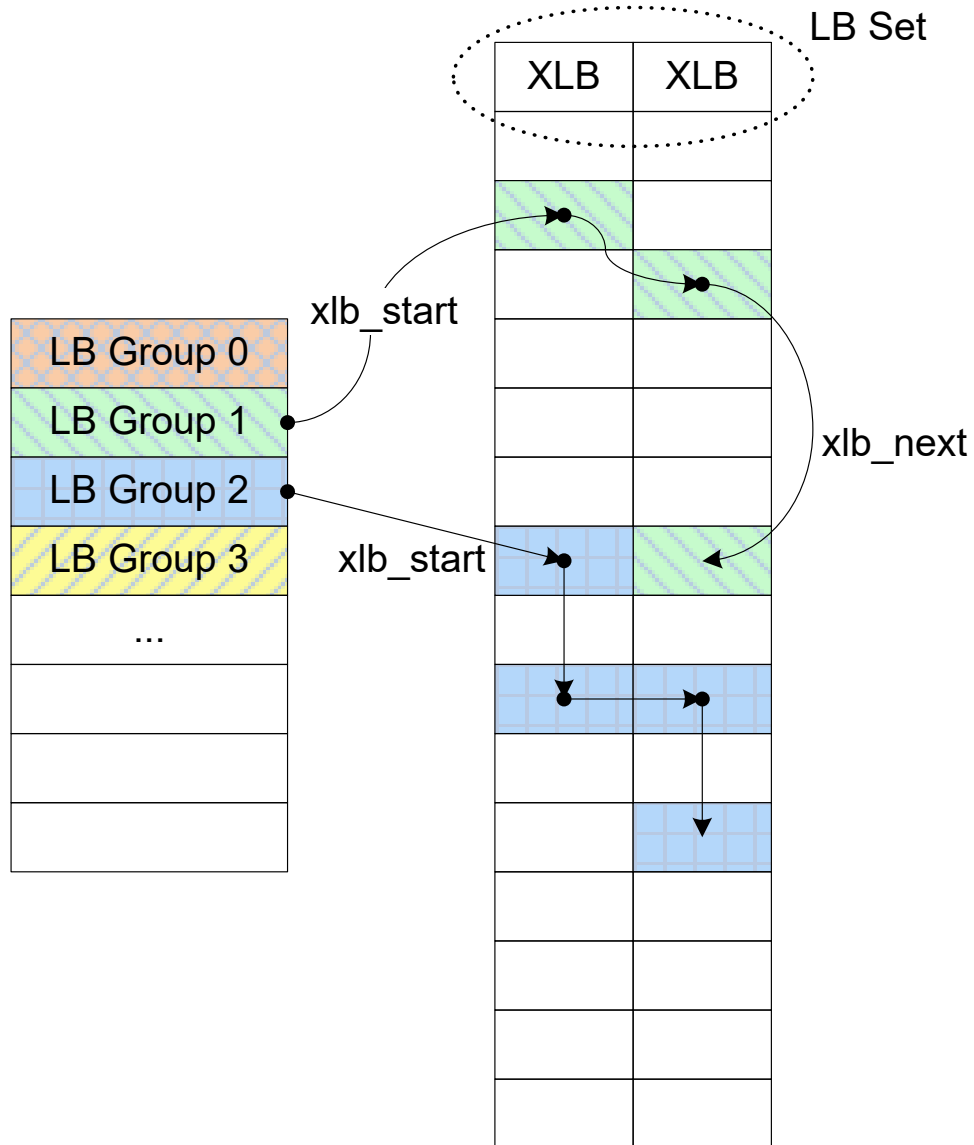 LB Set
XLB XLB
xlb_start
LB Group 0
LB Group 1
xlb_next
LB Group 2
LB Group 3
xlb_start
...